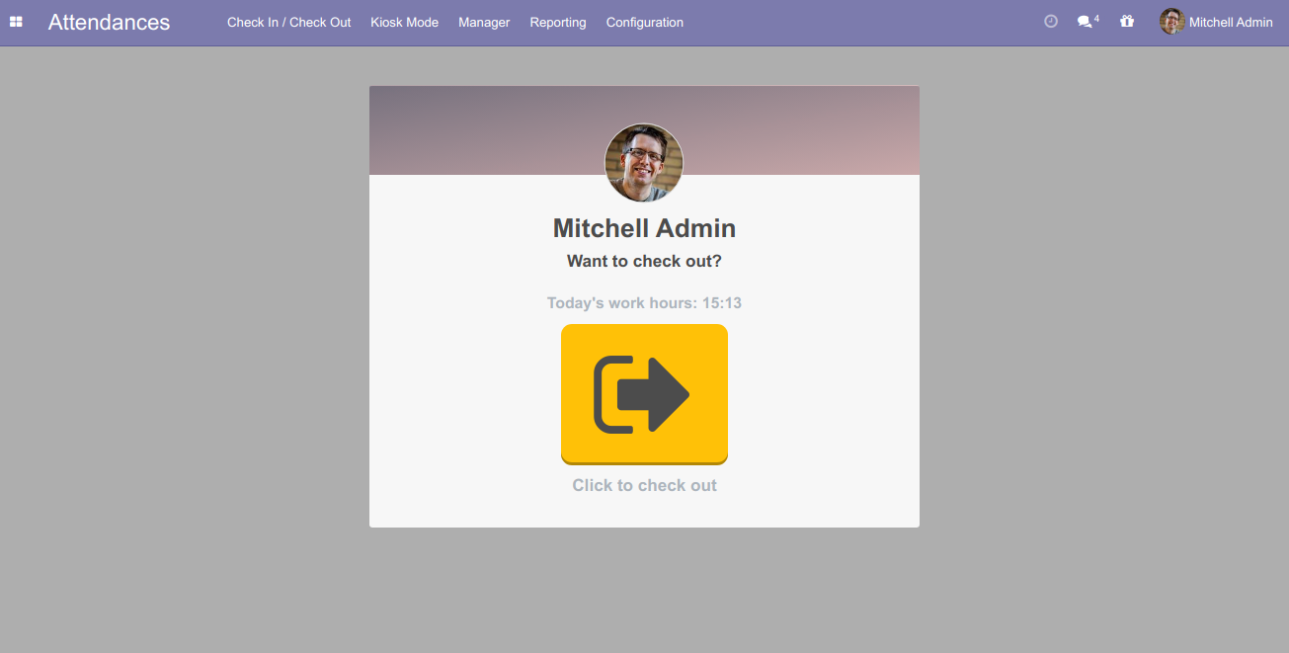 Attendances Check In / Check Out Kiosk Mode Manager Reporting Configuration 4 Mitchell Admin
Mitchell Admin
Want to check out?
Today's work hours: 15:13
Click to check out